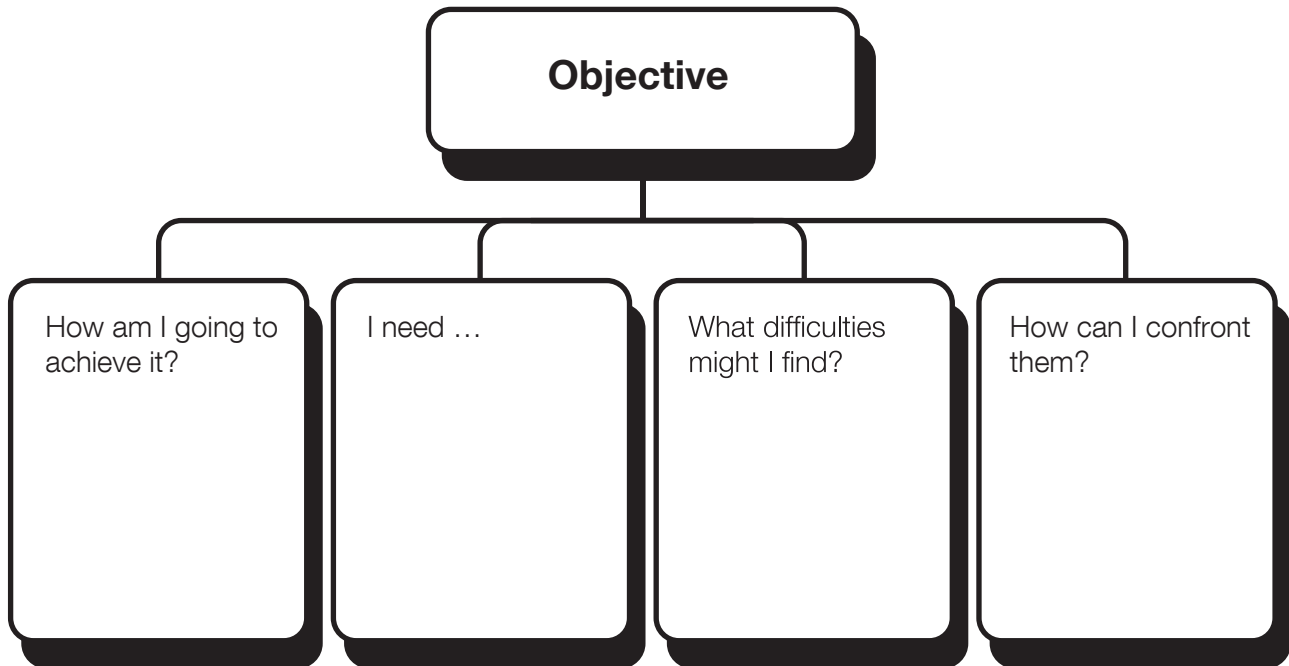 Objective
How am I going to
achieve it?
I need …
What difficulties
might I find?
How can I confront
them?